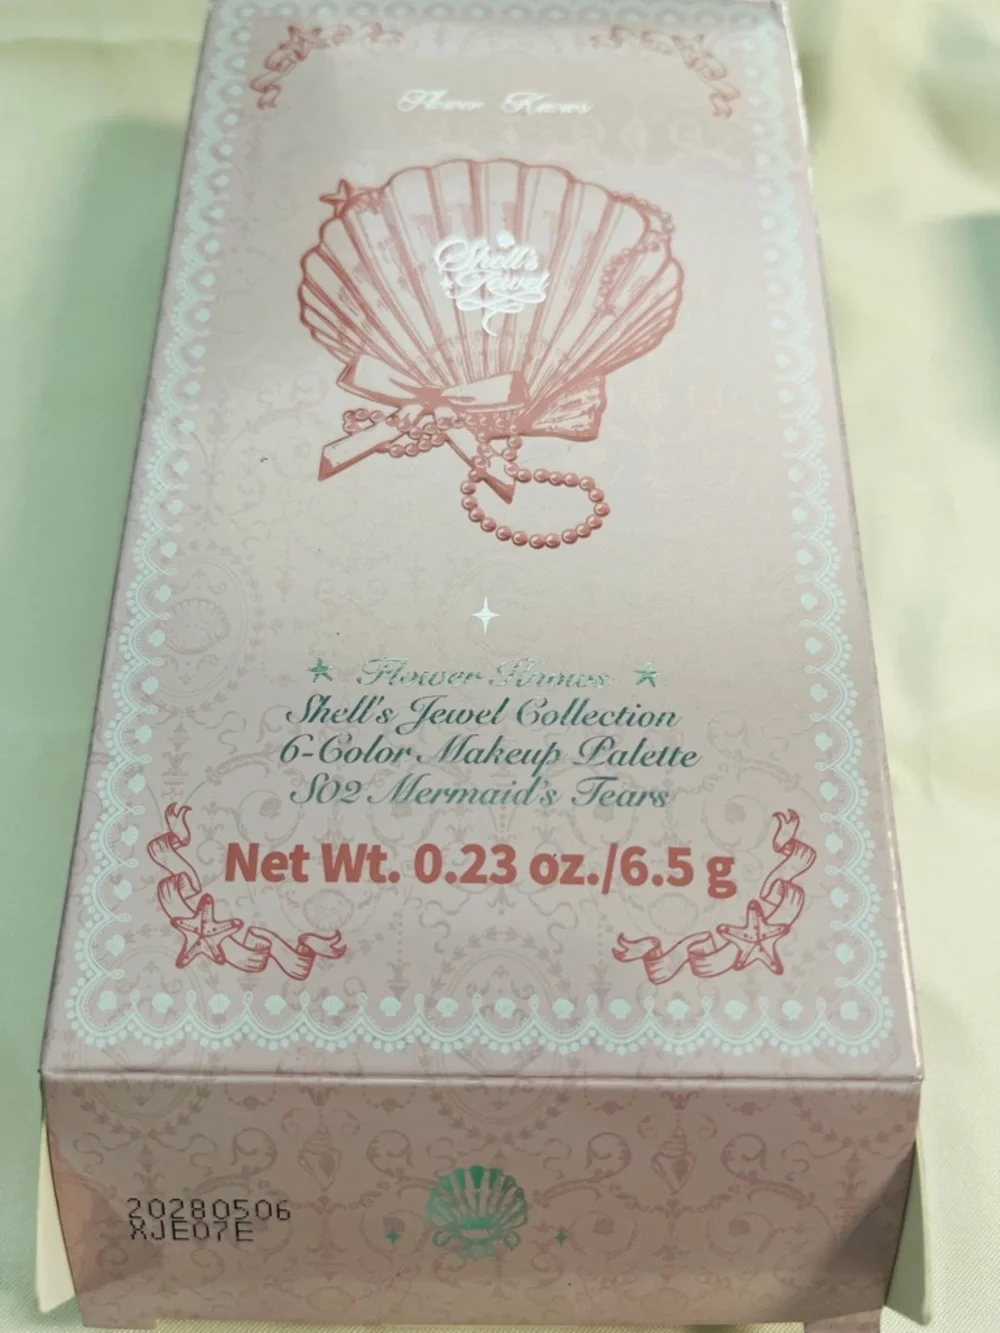 Flower Knows
Shell's
Jewel
Flower Knows
Shell's Jewel Collection
6-Color Makeup Palette
S02 Mermaid's Tears
Net Wt. 0.23 oz./6.5 g
20280506
XJE07E